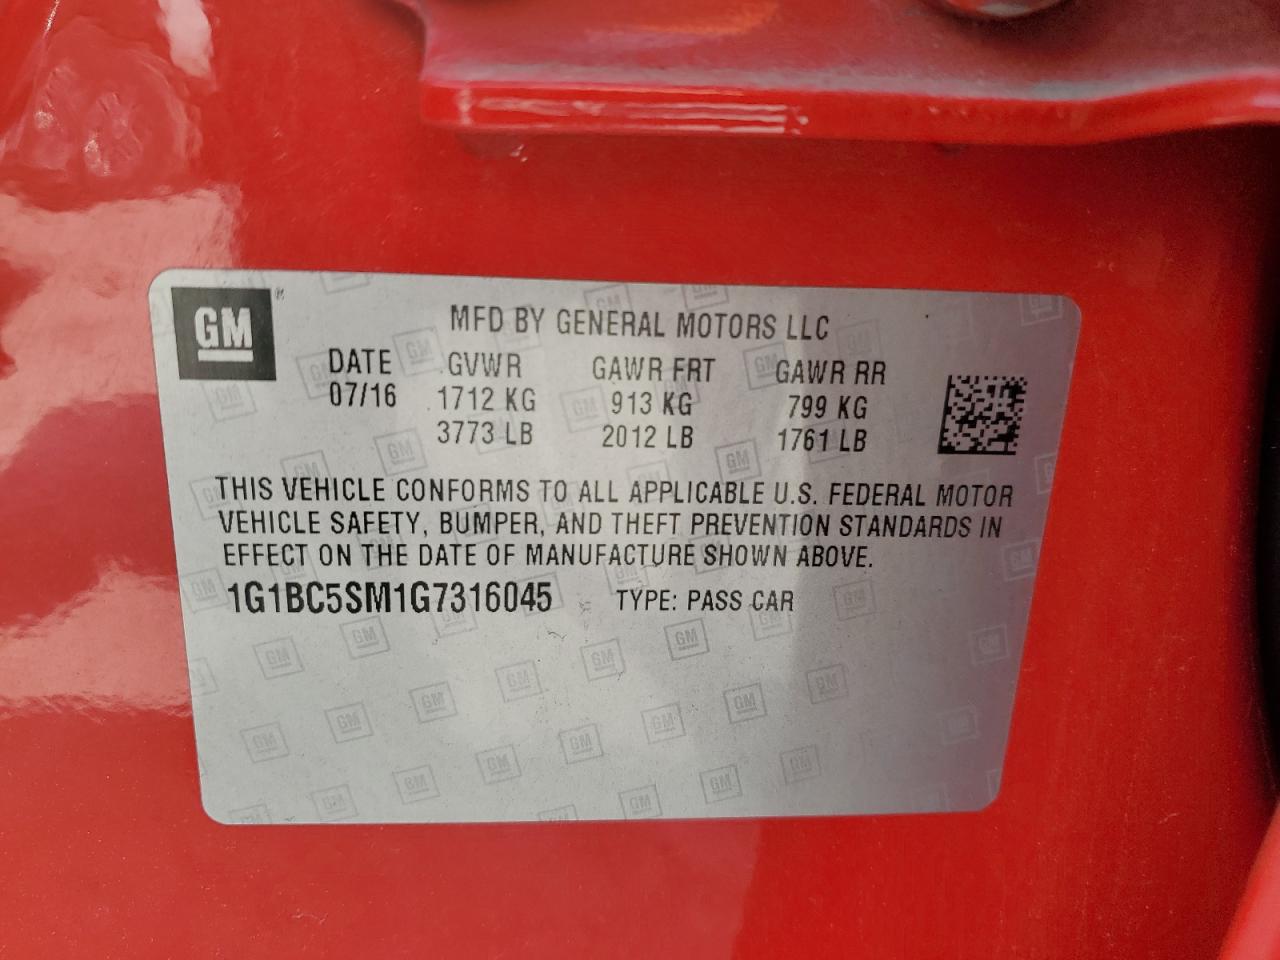 GM®
MFD BY GENERAL MOTORS LLC
DATE GVWR GAWR FRT GAWR RR
07/16 1712 KG 913 KG 799 KG
3773 LB 2012 LB 1761 LB
THIS VEHICLE CONFORMS TO ALL APPLICABLE U.S. FEDERAL MOTOR
VEHICLE SAFETY, BUMPER, AND THEFT PREVENTION STANDARDS IN
EFFECT ON THE DATE OF MANUFACTURE SHOWN ABOVE.
1G1BC5SM1G7316045 TYPE: PASS CAR